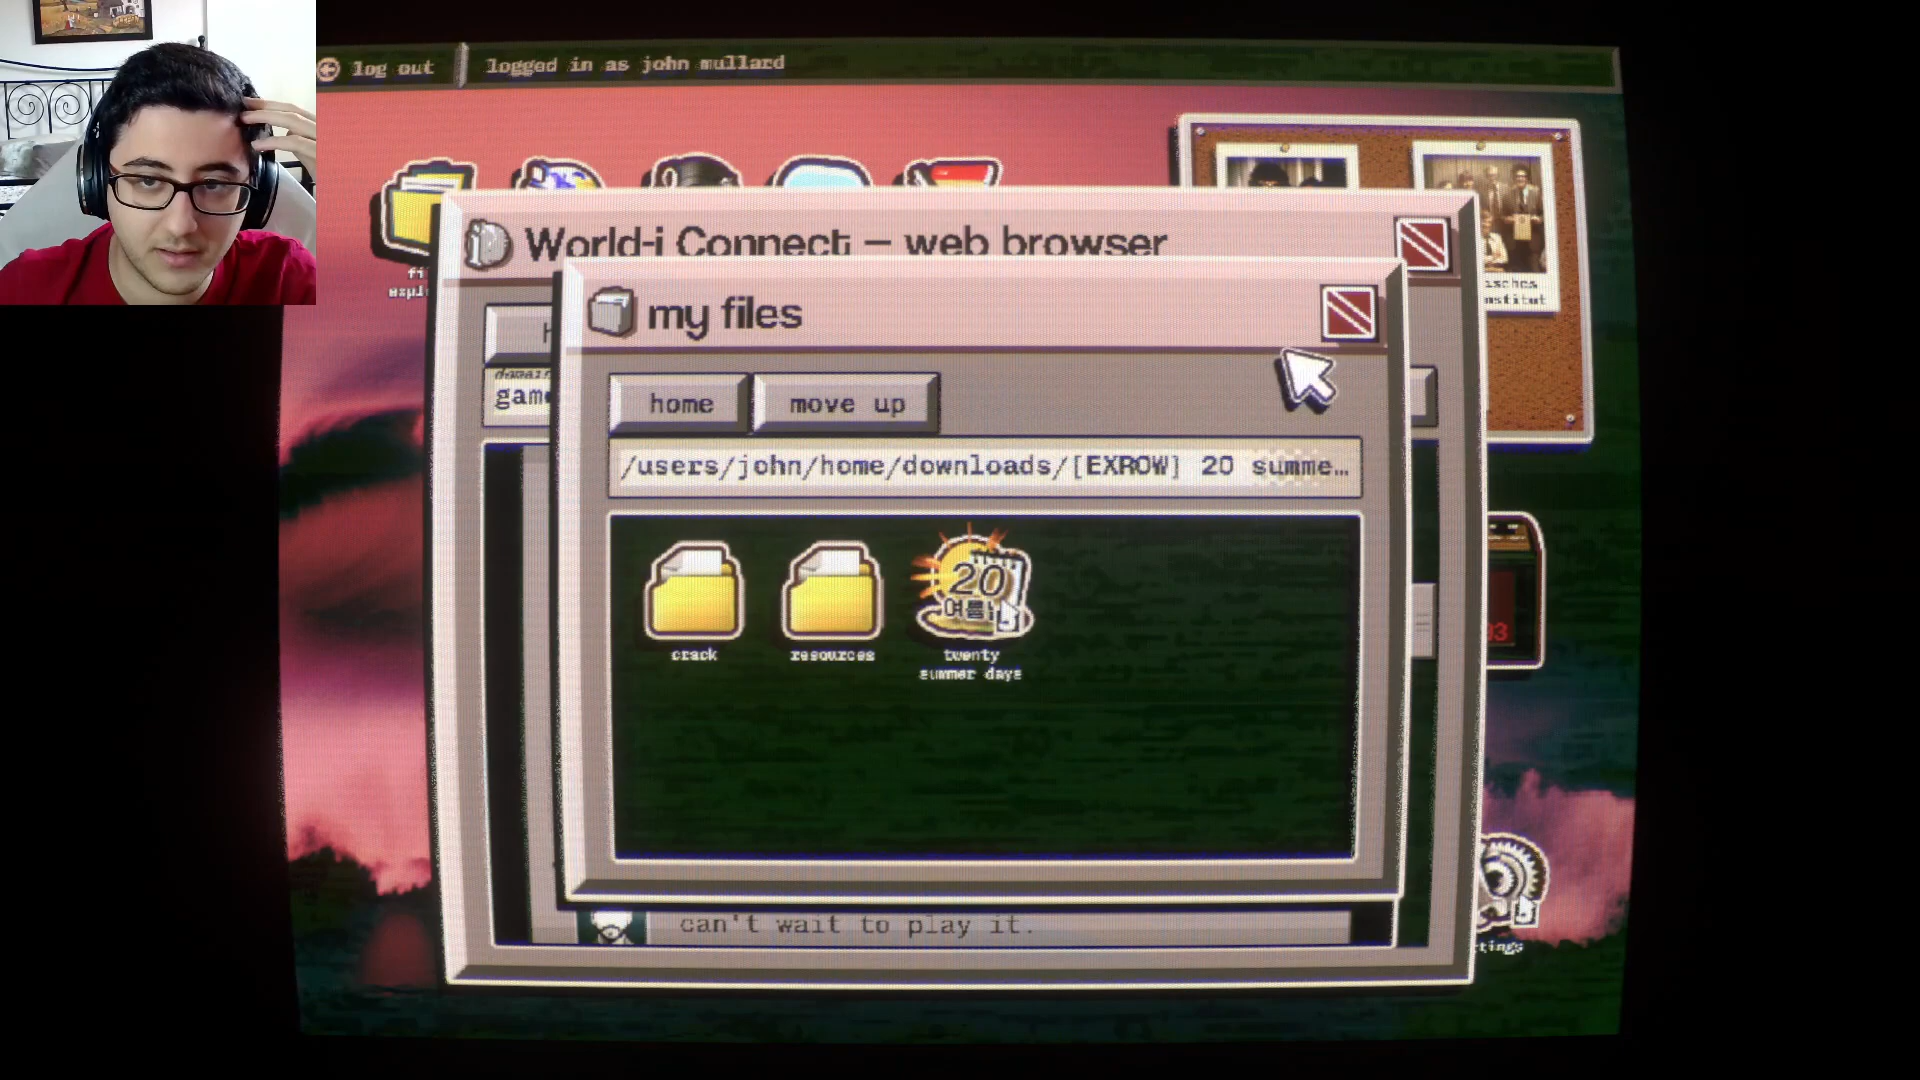 log out
logged in as john mullard
World-i Connect – web browser
my files
home
move up
gam
/users/john/home/downloads/[EXROW] 20 summe…
20
여름
crack
resources
twenty
summer days
can't wait to play it.